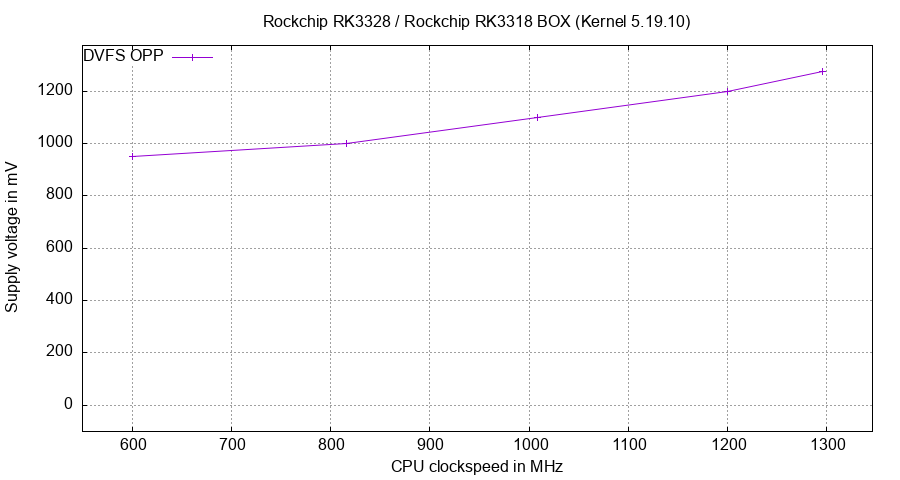 Rockchip RK3328 / Rockchip RK3318 BOX (Kernel 5.19.10)
DVFS OPP
1200
1000
800
600
400
200
0
Supply voltage in mV
600 700 800 900 1000 1100 1200 1300
CPU clockspeed in MHz